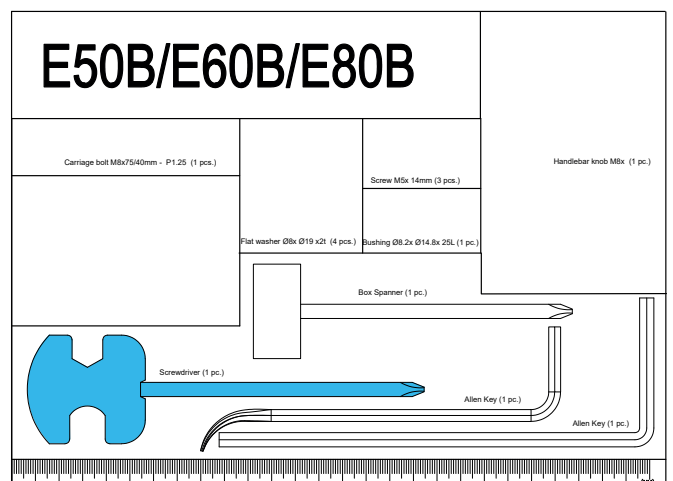 E50B/E60B/E80B
Carriage bolt M8x75/40mm - P1.25 (1 pcs.)
Handlebar knob M8x (1 pc.)
Screw M5x 14mm (3 pcs.)
Flat washer Ø8x Ø19 x2t (4 pcs.)
Bushing Ø8.2x Ø14.8x 25L (1 pc.)
Box Spanner (1 pc.)
Screwdriver (1 pc.)
Allen Key (1 pc.)
Allen Key (1 pc.)